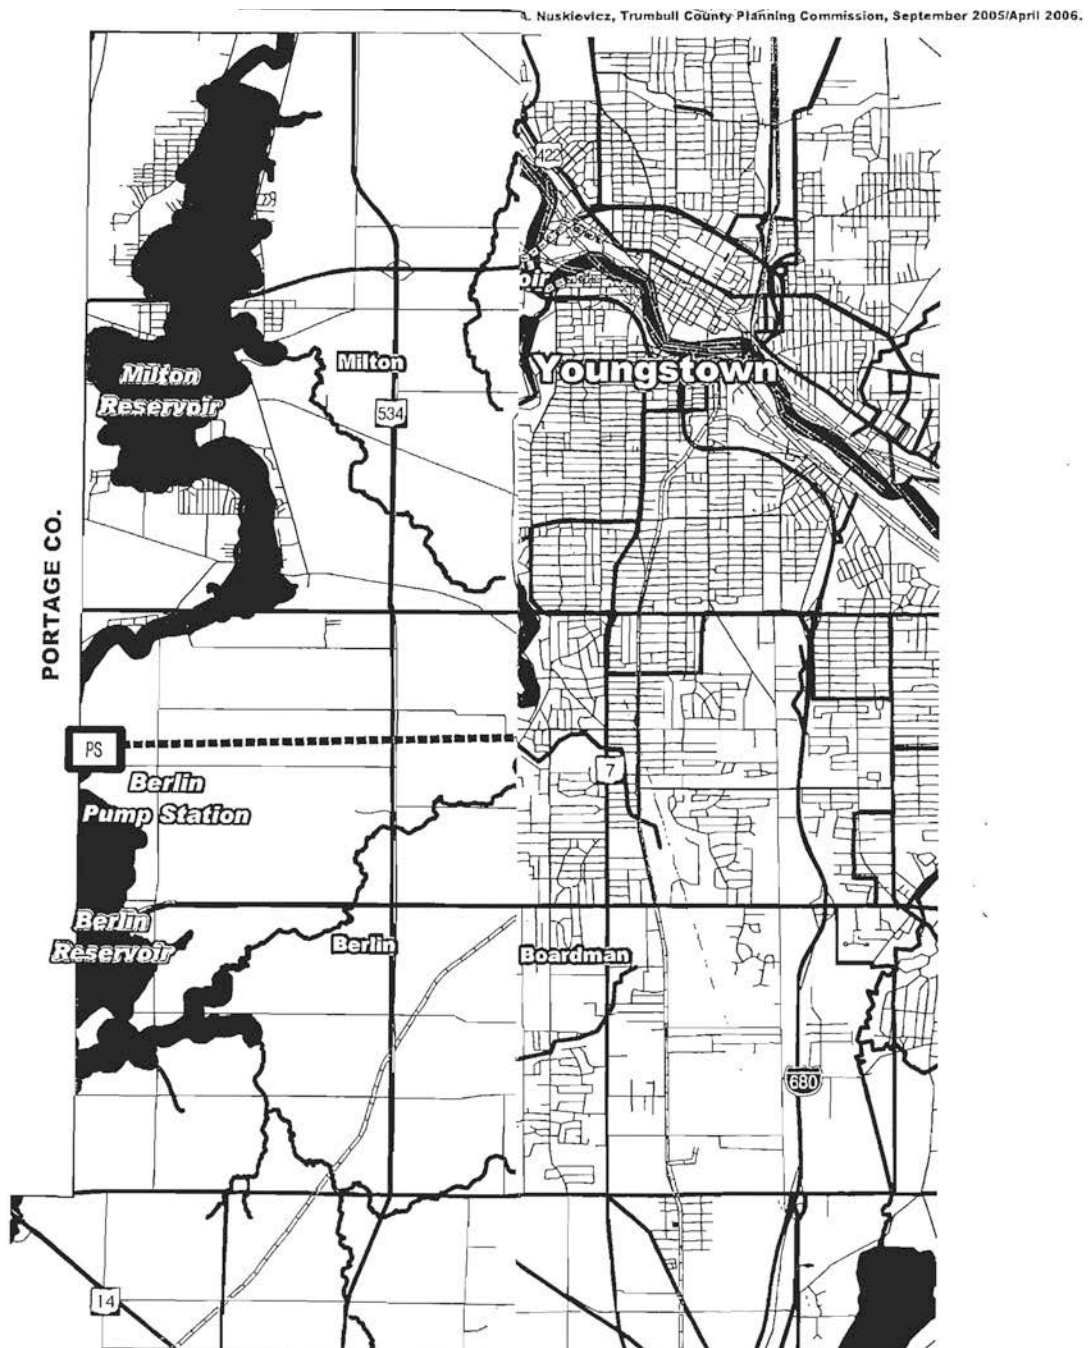 A. Nuskievicz, Trumbull County Planning Commission, September 2005/April 2006.
422
Milton
Youngstown
Milton
Reservoir
534
PORTAGE CO.
PS
7
Berlin
Pump Station
Berlin
Reservoir
Berlin
Boardman
680
14